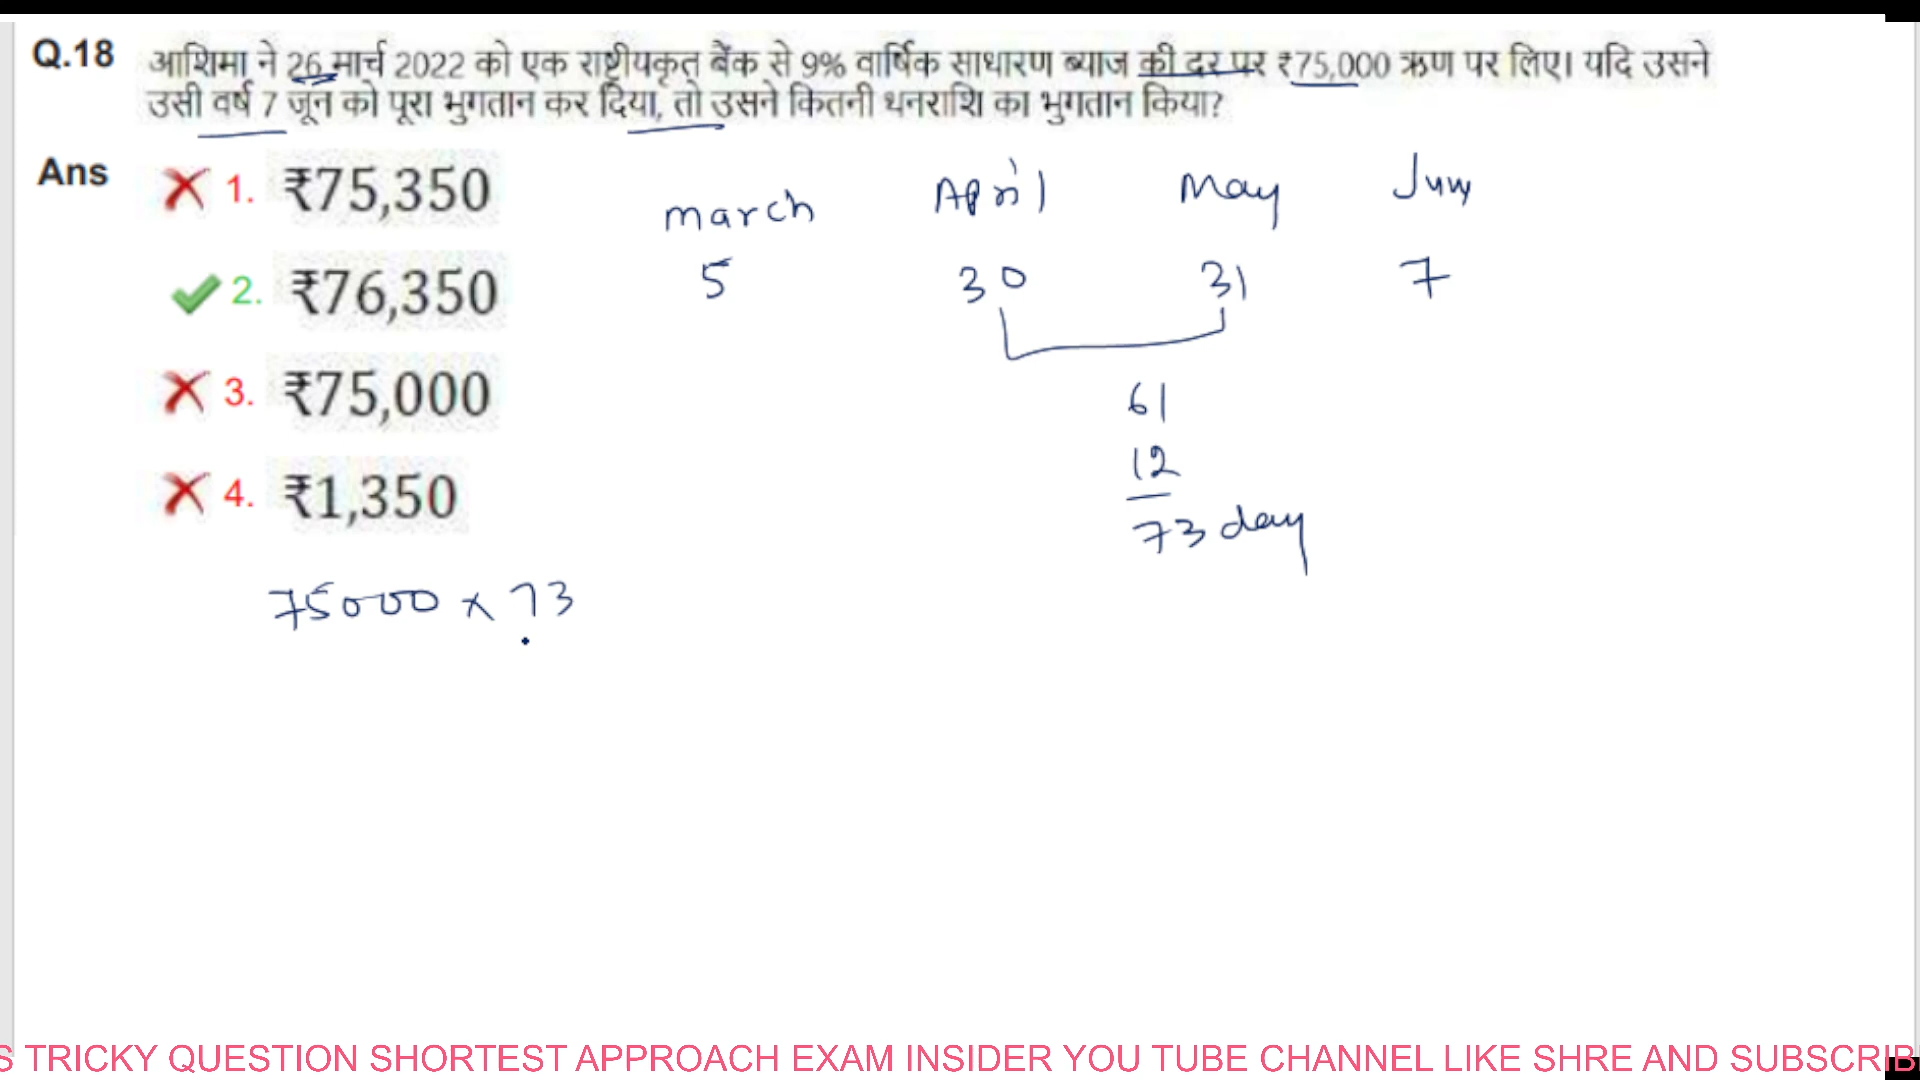 Q.18 आशिमा ने 26 मार्च 2022 को एक राष्ट्रीयकृत बैंक से 9% वार्षिक साधारण ब्याज की दर पर ₹75,000 ऋण पर लिए। यदि उसने
उसी वर्ष 7 जून को पूरा भुगतान कर दिया, तो उसने कितनी धनराशि का भुगतान किया?
Ans
1. ₹75,350
2. ₹76,350
3. ₹75,000
4. ₹1,350
march April May
5 30 31 7
61
12
73 day
75000 x 73
S TRICKY QUESTION SHORTEST APPROACH EXAM INSIDER YOU TUBE CHANNEL LIKE SHRE AND SUBSCRIB